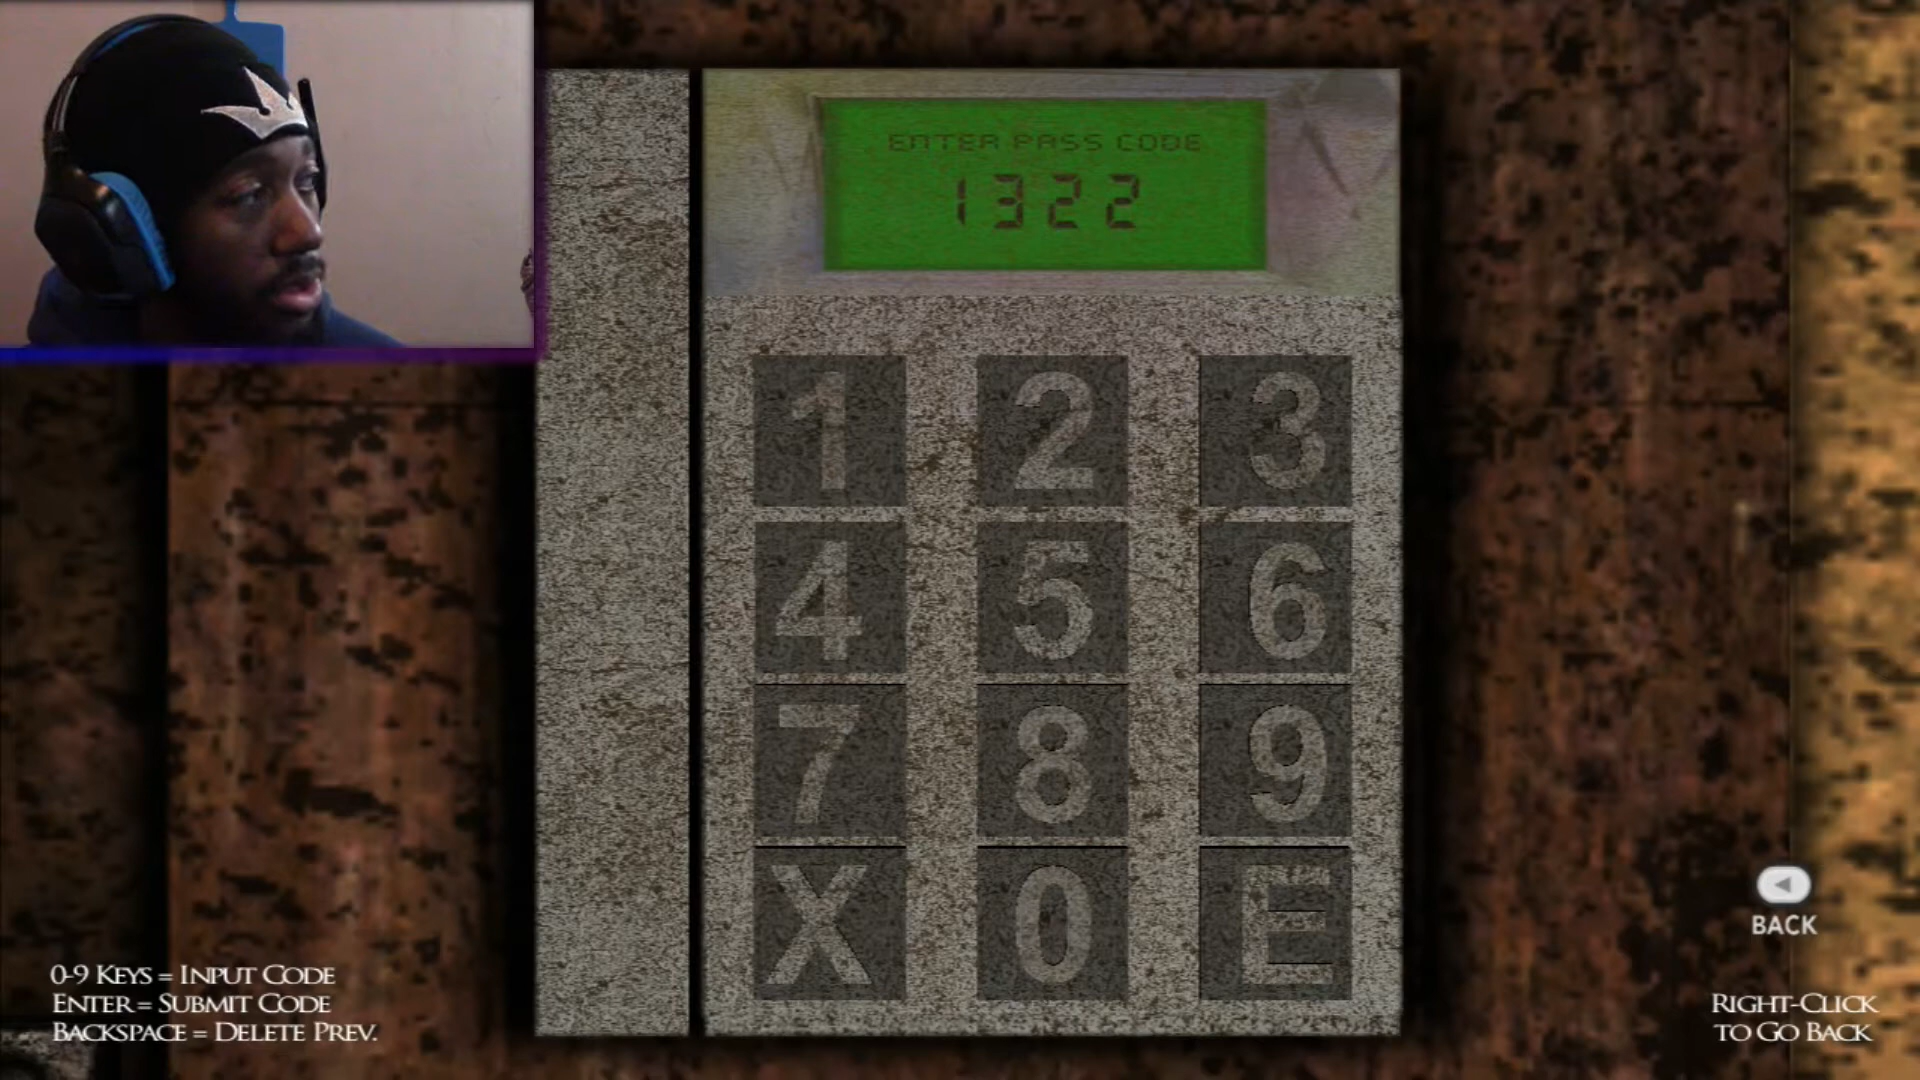 ENTER PASS CODE
1322
1 2 3
4 5 6
7 8 9
X 0 E
BACK
0-9 KEYS = INPUT CODE
ENTER = SUBMIT CODE
BACKSPACE = DELETE PREV.
RIGHT-CLICK
TO GO BACK